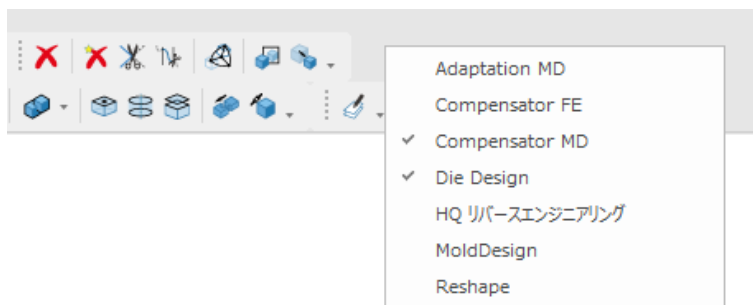 Adaptation MD
Compensator FE
Compensator MD
Die Design
HQ リバースエンジニアリング
MoldDesign
Reshape